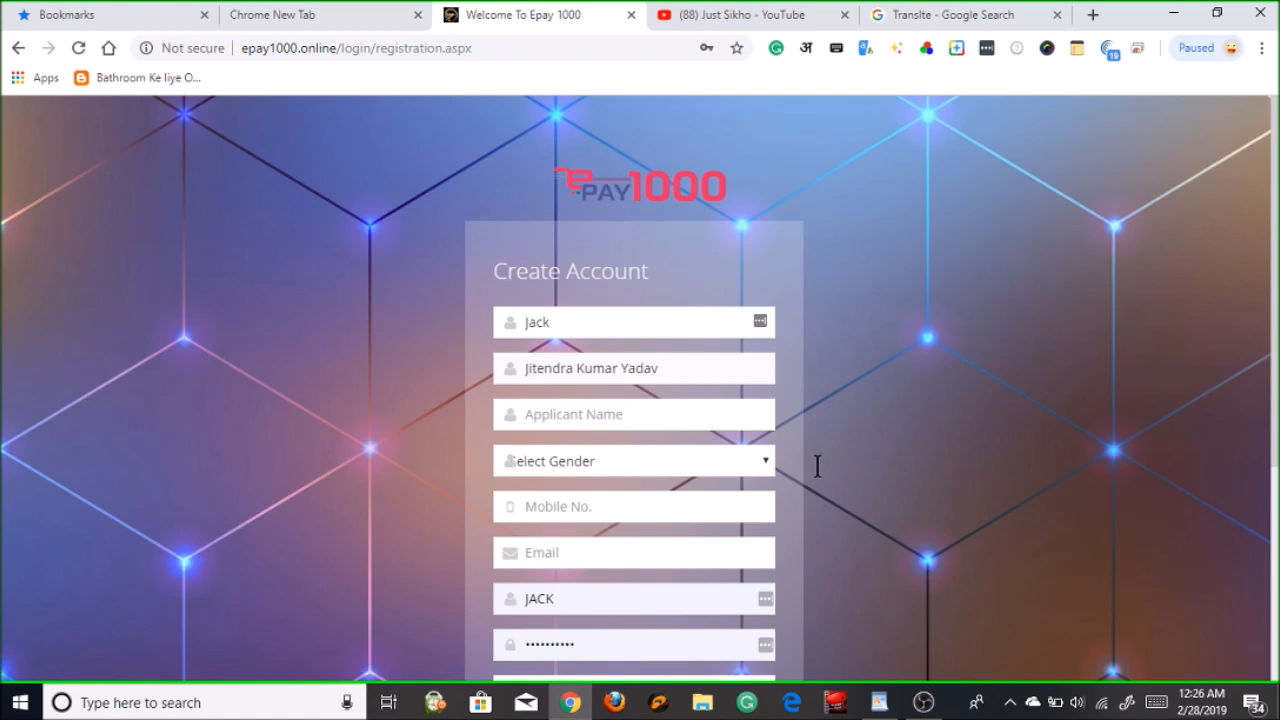 Bookmarks
Chrome New Tab
Welcome To Epay 1000
(88) Just Sikho - YouTube
Translte - Google Search
Not secure
epay1000.online/login/registration.aspx
अ
19
Paused
Apps
Bathroom Ke liye O...
ePAY1000
Create Account
Jack
Jitendra Kumar Yadav
Applicant Name
elect Gender
Mobile No.
Email
JACK
Type here to search
12:26 AM
2/28/2019
34